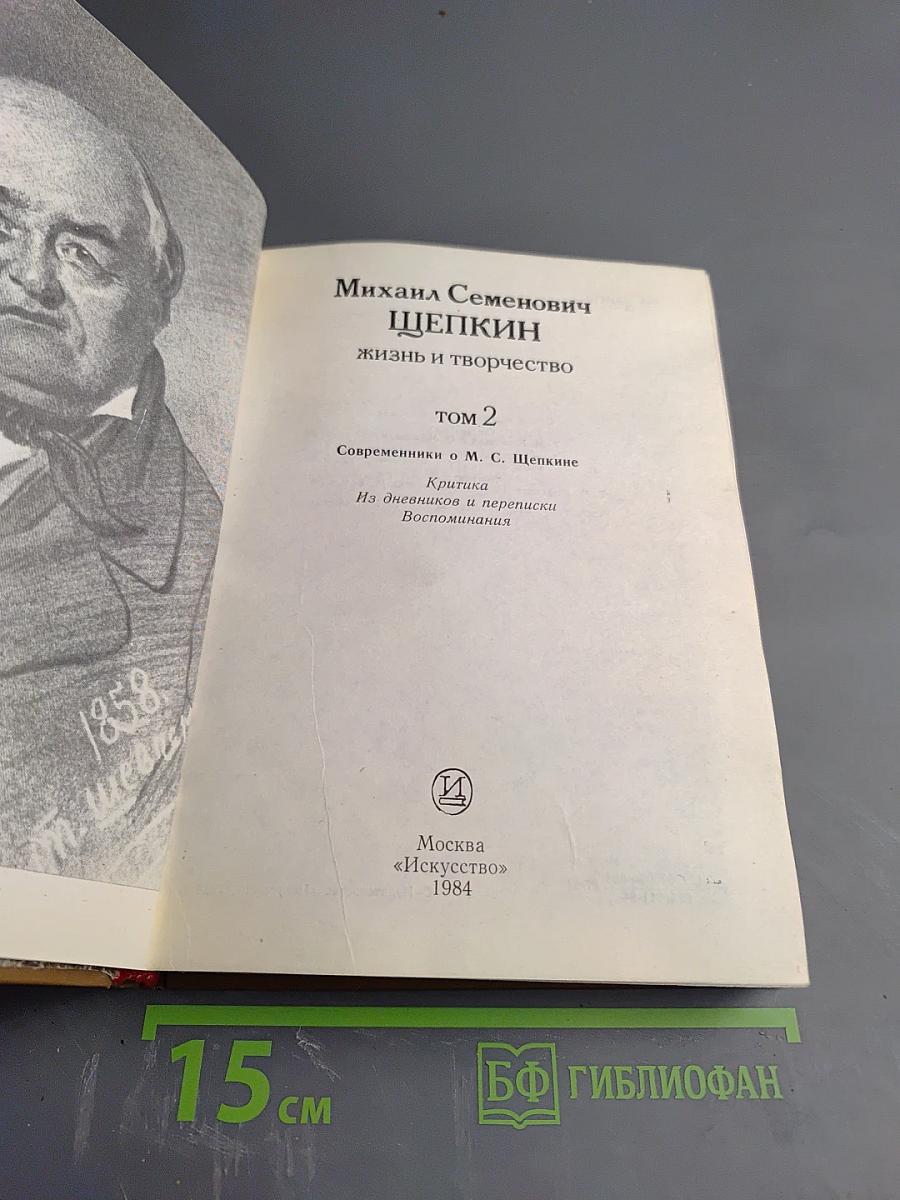 Михаил Семенович
ЩЕПКИН
жизнь и творчество
том 2
Современники о М. С. Щепкине
Критика
Из дневников и переписки
Воспоминания
И
Москва
«Искусство»
1984
1858
т. шевч
15 см
БФ ГИБЛИОФАН